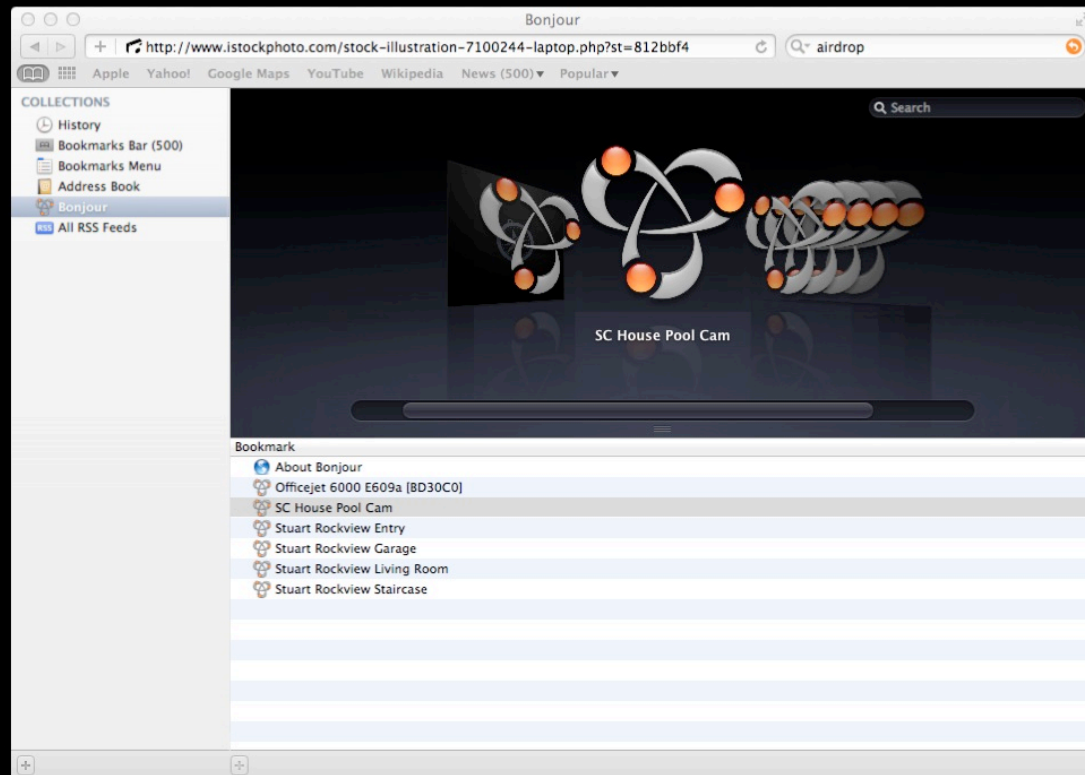 Bonjour
http://www.istockphoto.com/stock-illustration-7100244-laptop.php?st=812bbf4
airdrop
Apple Yahoo! Google Maps YouTube Wikipedia News (500)▾ Popular▾
COLLECTIONS
History
Bookmarks Bar (500)
Bookmarks Menu
Address Book
Bonjour
RSS All RSS Feeds
Search
SC House Pool Cam
Bookmark
About Bonjour
Officejet 6000 E609a [BD30C0]
SC House Pool Cam
Stuart Rockview Entry
Stuart Rockview Garage
Stuart Rockview Living Room
Stuart Rockview Staircase